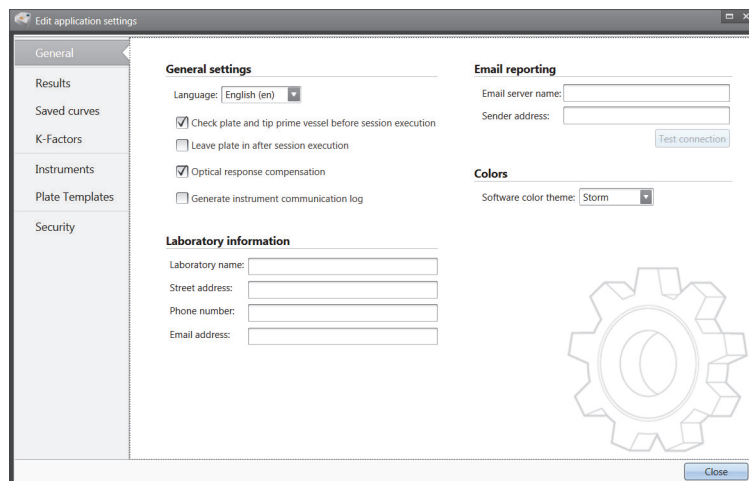 Edit application settings
General
Results
Saved curves
K-Factors
Instruments
Plate Templates
Security
General settings
Language: English (en)
Check plate and tip prime vessel before session execution
Leave plate in after session execution
Optical response compensation
Generate instrument communication log
Laboratory information
Laboratory name:
Street address:
Phone number:
Email address:
Email reporting
Email server name:
Sender address:
Test connection
Colors
Software color theme: Storm
Close